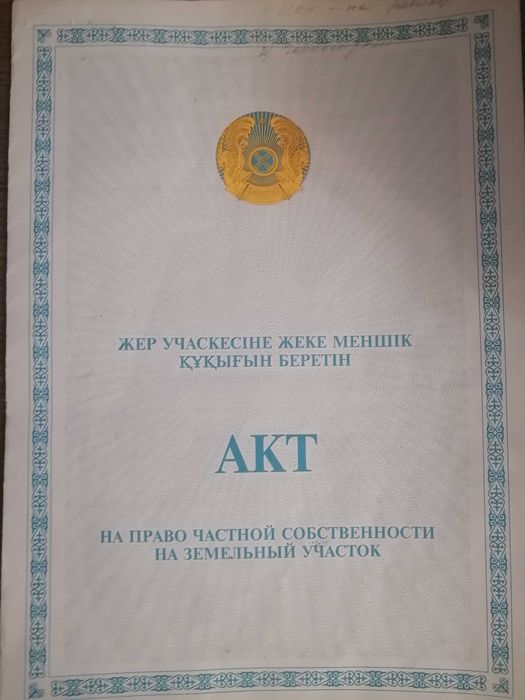 ЖЕР УЧАСКЕСІНЕ ЖЕКЕ МЕНШІК
ҚҰҚЫҒЫН БЕРЕТІН
АКТ
НА ПРАВО ЧАСТНОЙ СОБСТВЕННОСТИ
НА ЗЕМЕЛЬНЫЙ УЧАСТОК